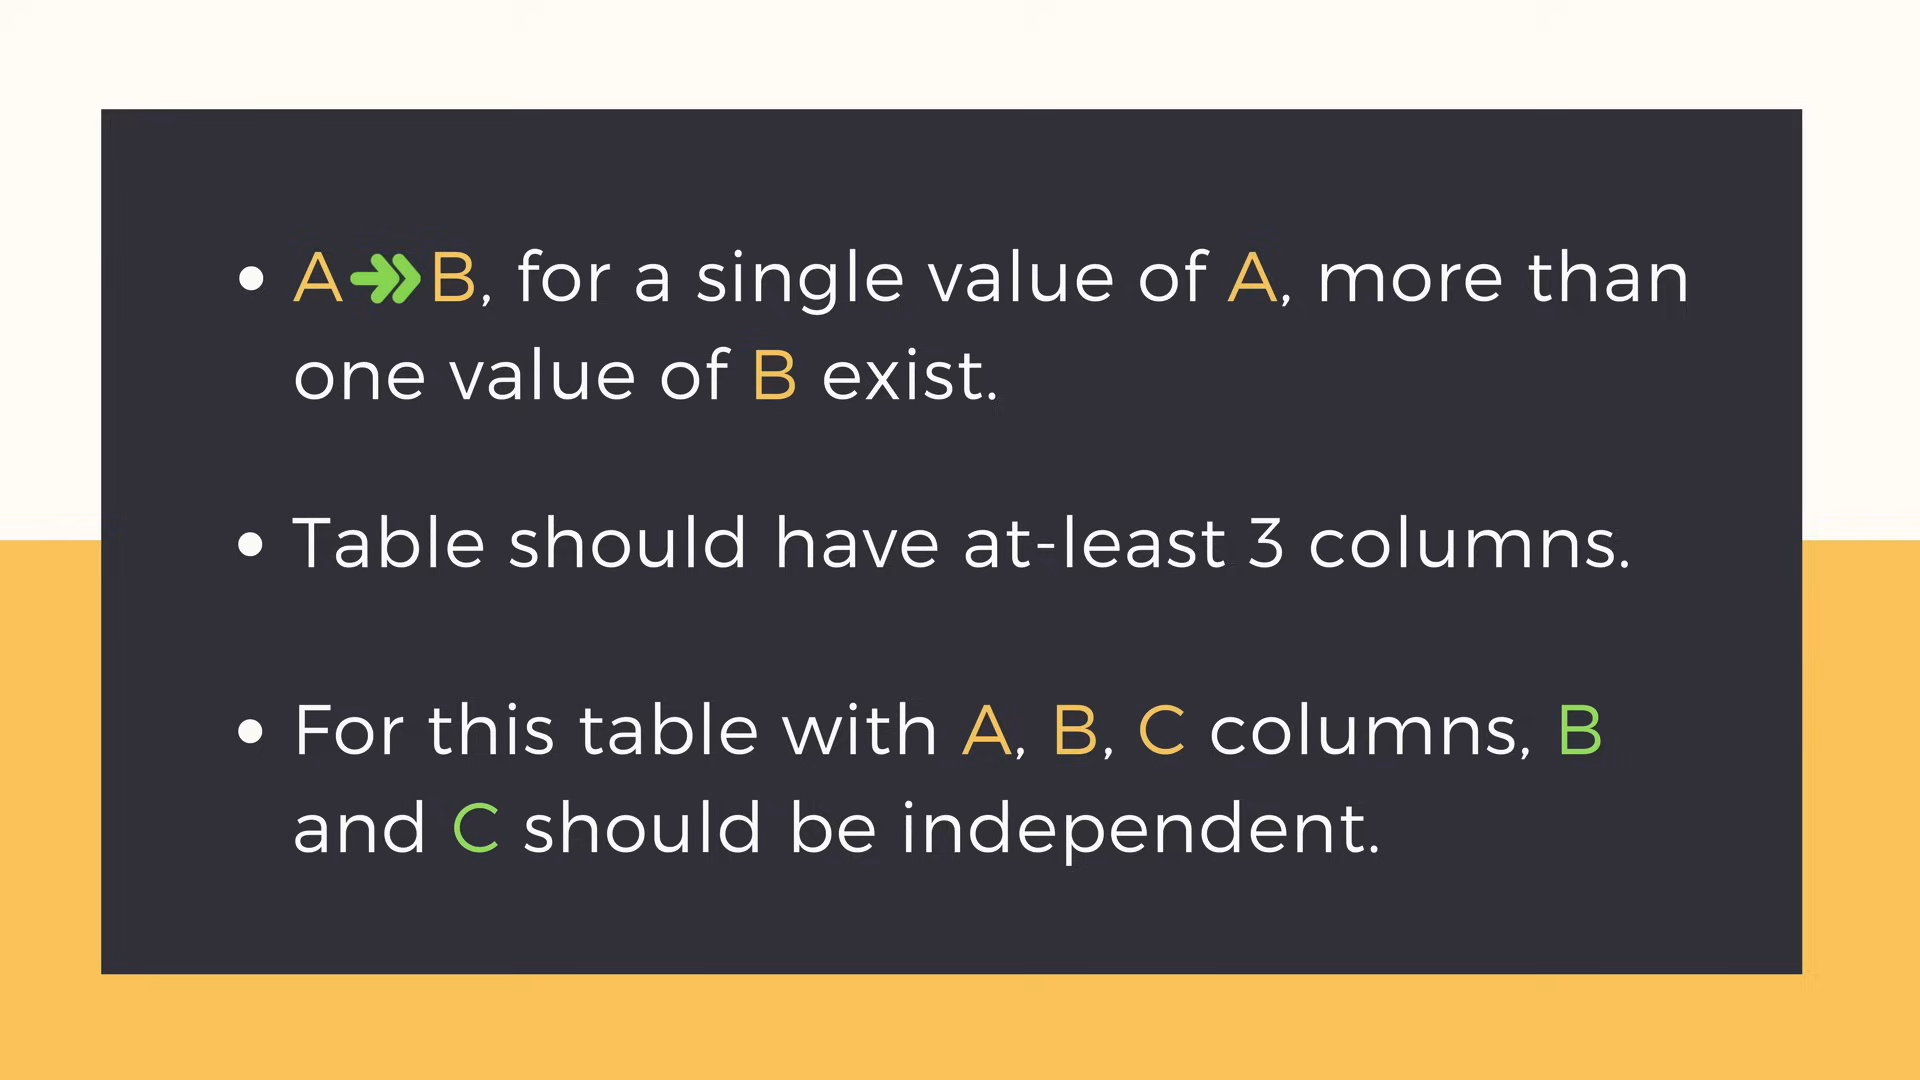 • A↠B, for a single value of A, more than
one value of B exist.
• Table should have at-least 3 columns.
• For this table with A, B, C columns, B
and C should be independent.